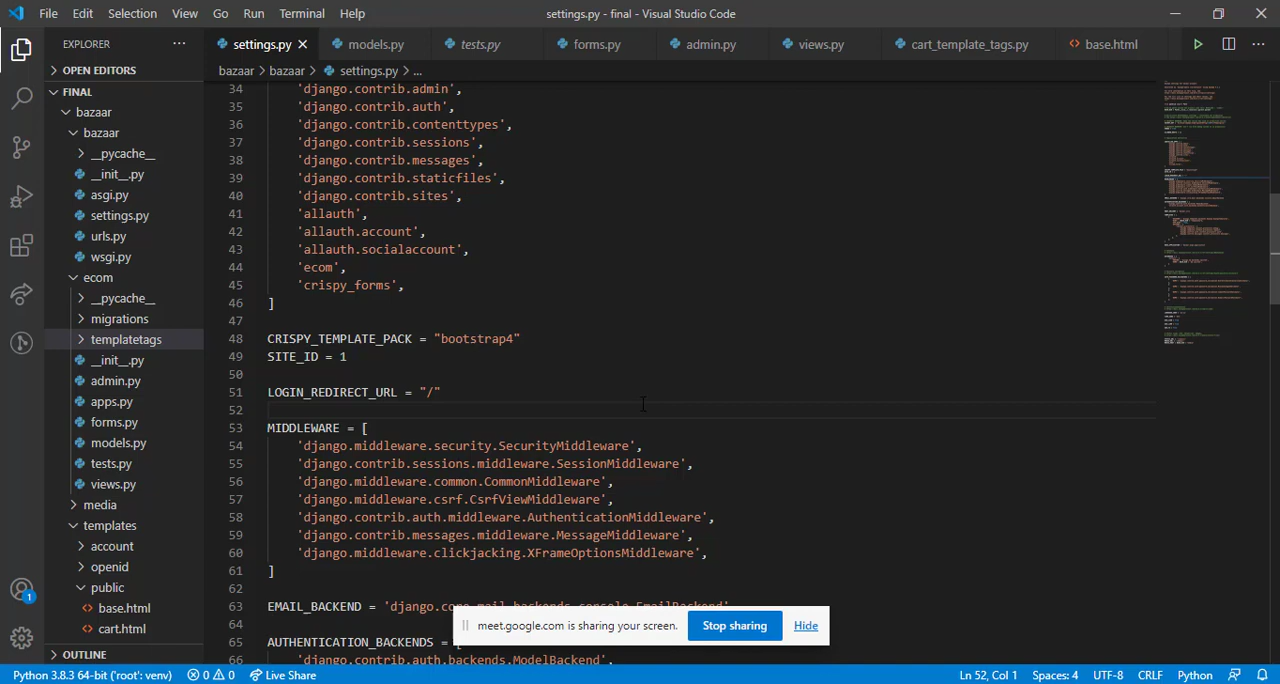 File Edit Selection View Go Run Terminal Help
settings.py - final - Visual Studio Code
EXPLORER ...
settings.py models.py tests.py forms.py admin.py views.py cart_template_tags.py base.html ...
OPEN EDITORS
bazaar > bazaar > settings.py > ...
FINAL
bazaar
bazaar
__pycache__
__init__.py
asgi.py
settings.py
urls.py
wsgi.py
ecom
__pycache__
migrations
templatetags
__init__.py
admin.py
apps.py
forms.py
models.py
tests.py
views.py
media
templates
account
openid
public
base.html
cart.html
OUTLINE
34 'django.contrib.admin',
35 'django.contrib.auth',
36 'django.contrib.contenttypes',
37 'django.contrib.sessions',
38 'django.contrib.messages',
39 'django.contrib.staticfiles',
40 'django.contrib.sites',
41 'allauth',
42 'allauth.account',
43 'allauth.socialaccount',
44 'ecom',
45 'crispy_forms',
46 ]
47
48 CRISPY_TEMPLATE_PACK = "bootstrap4"
49 SITE_ID = 1
50
51 LOGIN_REDIRECT_URL = "/"
52
53 MIDDLEWARE = [
54 'django.middleware.security.SecurityMiddleware',
55 'django.contrib.sessions.middleware.SessionMiddleware',
56 'django.middleware.common.CommonMiddleware',
57 'django.middleware.csrf.CsrfViewMiddleware',
58 'django.contrib.auth.middleware.AuthenticationMiddleware',
59 'django.contrib.messages.middleware.MessageMiddleware',
60 'django.middleware.clickjacking.XFrameOptionsMiddleware',
61 ]
62
63 EMAIL_BACKEND = 'django.core.mail.backends.console.EmailBackend'
64
65 AUTHENTICATION_BACKENDS = [
66 'django.contrib.auth.backends.ModelBackend',
meet.google.com is sharing your screen. Stop sharing Hide
1
Python 3.8.3 64-bit ('root': venv) 0 0 Live Share Ln 52, Col 1 Spaces: 4 UTF-8 CRLF Python